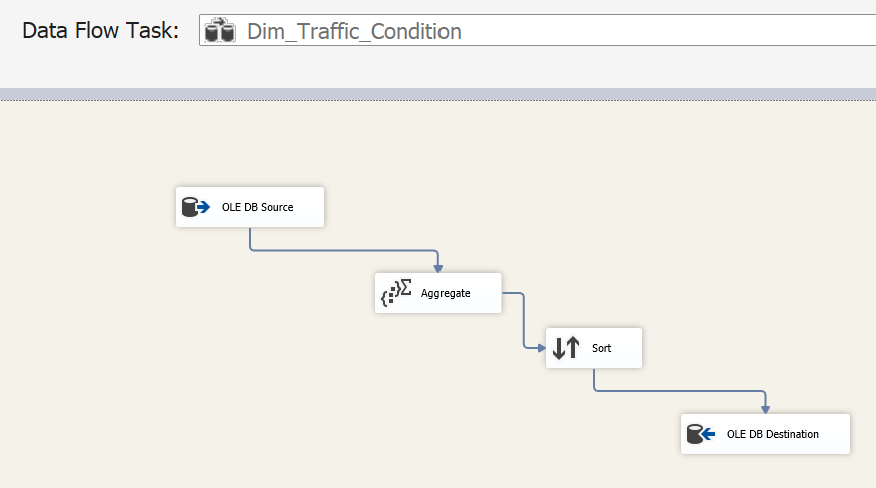 Data Flow Task: Dim_Traffic_Condition
OLE DB Source
Aggregate
Sort
OLE DB Destination